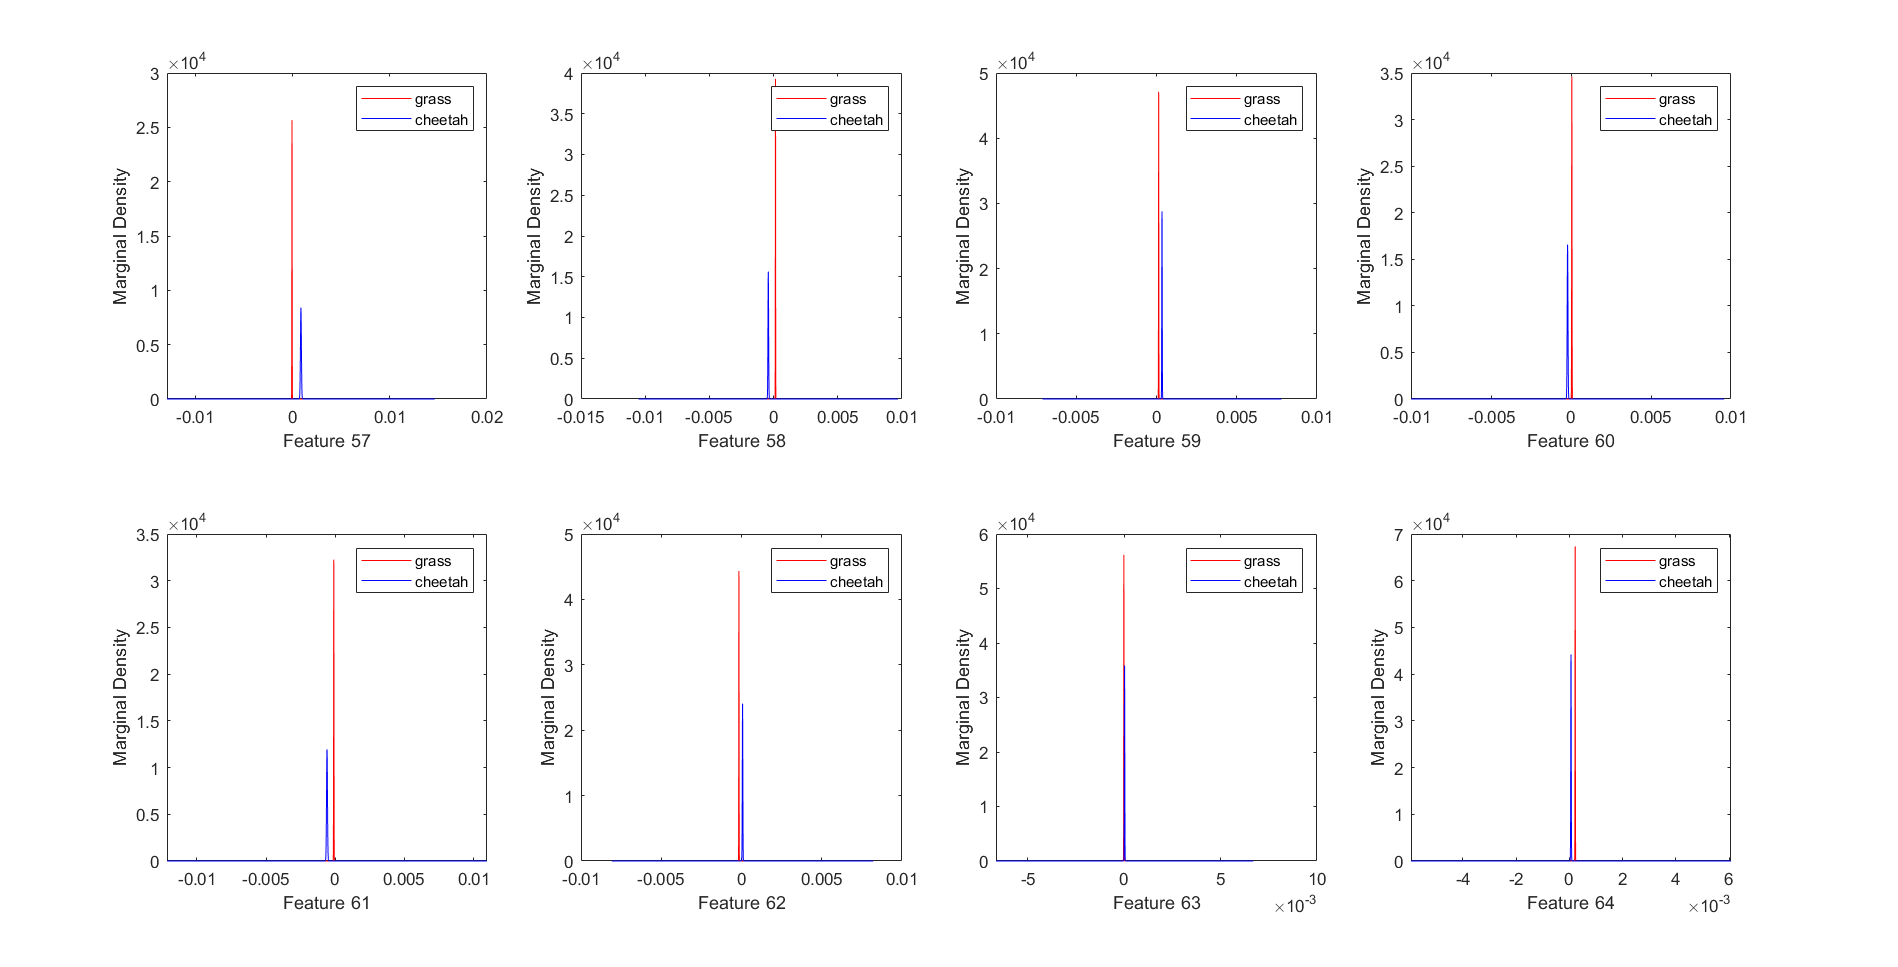 ×10^4
3
2.5
2
1.5
1
0.5
0
-0.01 0 0.01 0.02
Marginal Density
Feature 57
grass
cheetah
×10^4
4
3.5
3
2.5
2
1.5
1
0.5
0
-0.015 -0.01 -0.005 0 0.005 0.01
Marginal Density
Feature 58
grass
cheetah
×10^4
5
4
3
2
1
0
-0.01 -0.005 0 0.005 0.01
Marginal Density
Feature 59
grass
cheetah
×10^4
3.5
3
2.5
2
1.5
1
0.5
0
-0.01 -0.005 0 0.005 0.01
Marginal Density
Feature 60
grass
cheetah
×10^4
3.5
3
2.5
2
1.5
1
0.5
0
-0.01 -0.005 0 0.005 0.01
Marginal Density
Feature 61
grass
cheetah
×10^4
5
4
3
2
1
0
-0.01 -0.005 0 0.005 0.01
Marginal Density
Feature 62
grass
cheetah
×10^4
6
5
4
3
2
1
0
-5 0 5 10
×10^-3
Marginal Density
Feature 63
grass
cheetah
×10^4
7
6
5
4
3
2
1
0
-4 -2 0 2 4 6
×10^-3
Marginal Density
Feature 64
grass
cheetah